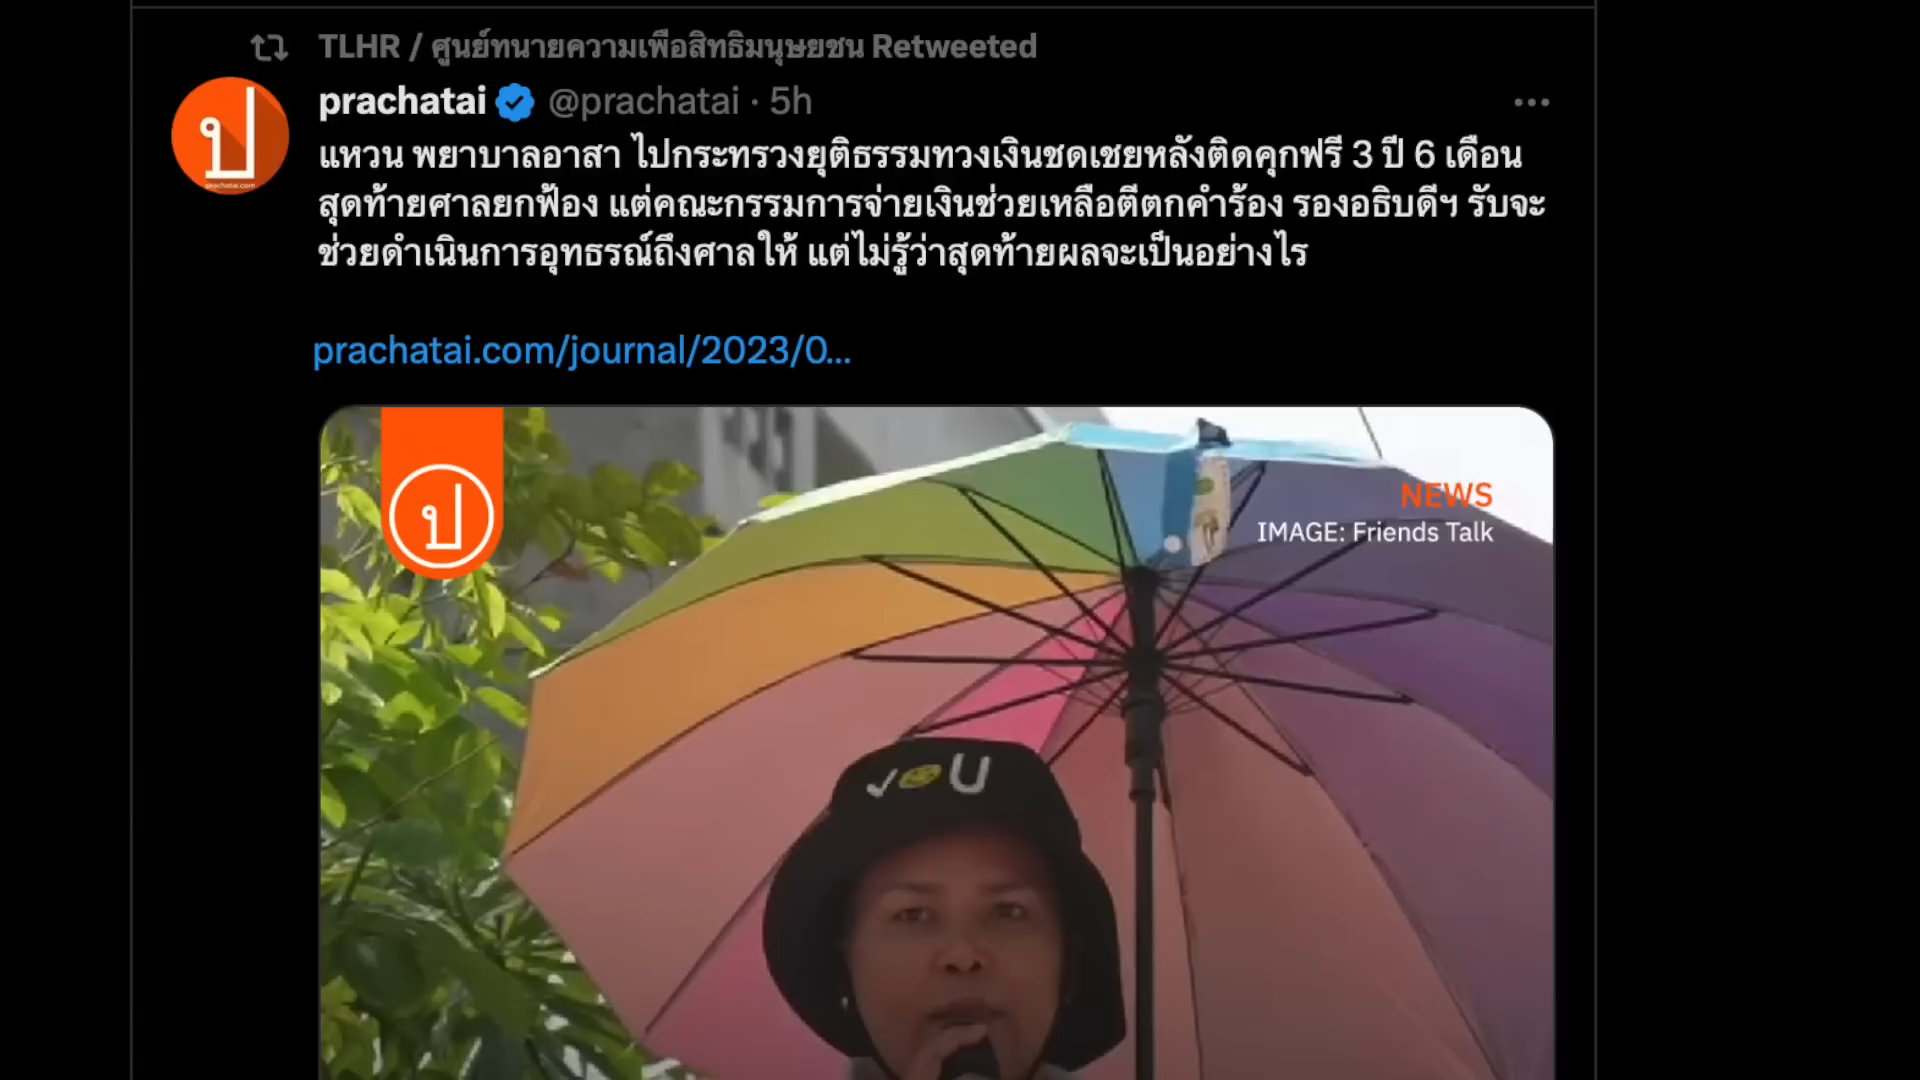 TLHR / ศูนย์ทนายความเพื่อสิทธิมนุษยชน Retweeted
prachatai @prachatai · 5h
แหวน พยาบาลอาสา ไปกระทรวงยุติธรรมทวงเงินชดเชยหลังติดคุกฟรี 3 ปี 6 เดือน
สุดท้ายศาลยกฟ้อง แต่คณะกรรมการจ่ายเงินช่วยเหลือตีตกคำร้อง รองอธิบดีฯ รับจะ
ช่วยดำเนินการอุทธรณ์ถึงศาลให้ แต่ไม่รู้ว่าสุดท้ายผลจะเป็นอย่างไร
prachatai.com/journal/2023/0...
ป
prachatai.com
ป
NEWS
IMAGE: Friends Talk